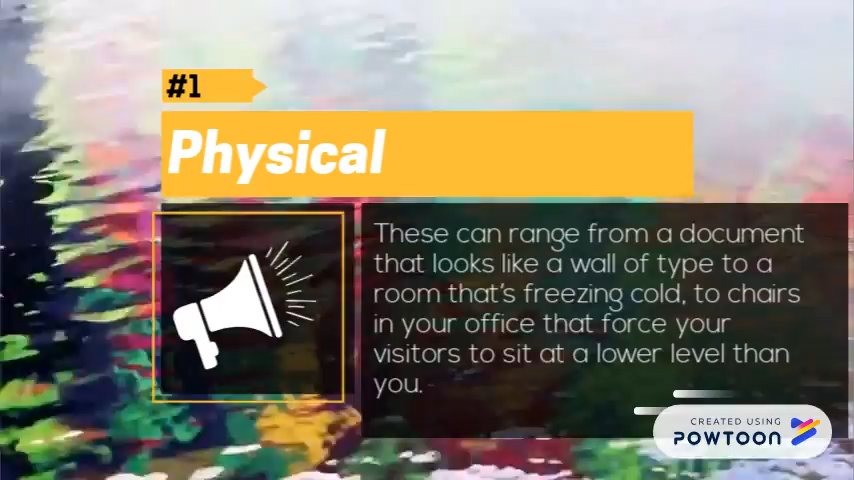 #1
Physical
These can range from a document
that looks like a wall of type to a
room that's freezing cold, to chairs
in your office that force your
visitors to sit at a lower level than
you.
CREATED USING
POWTOON